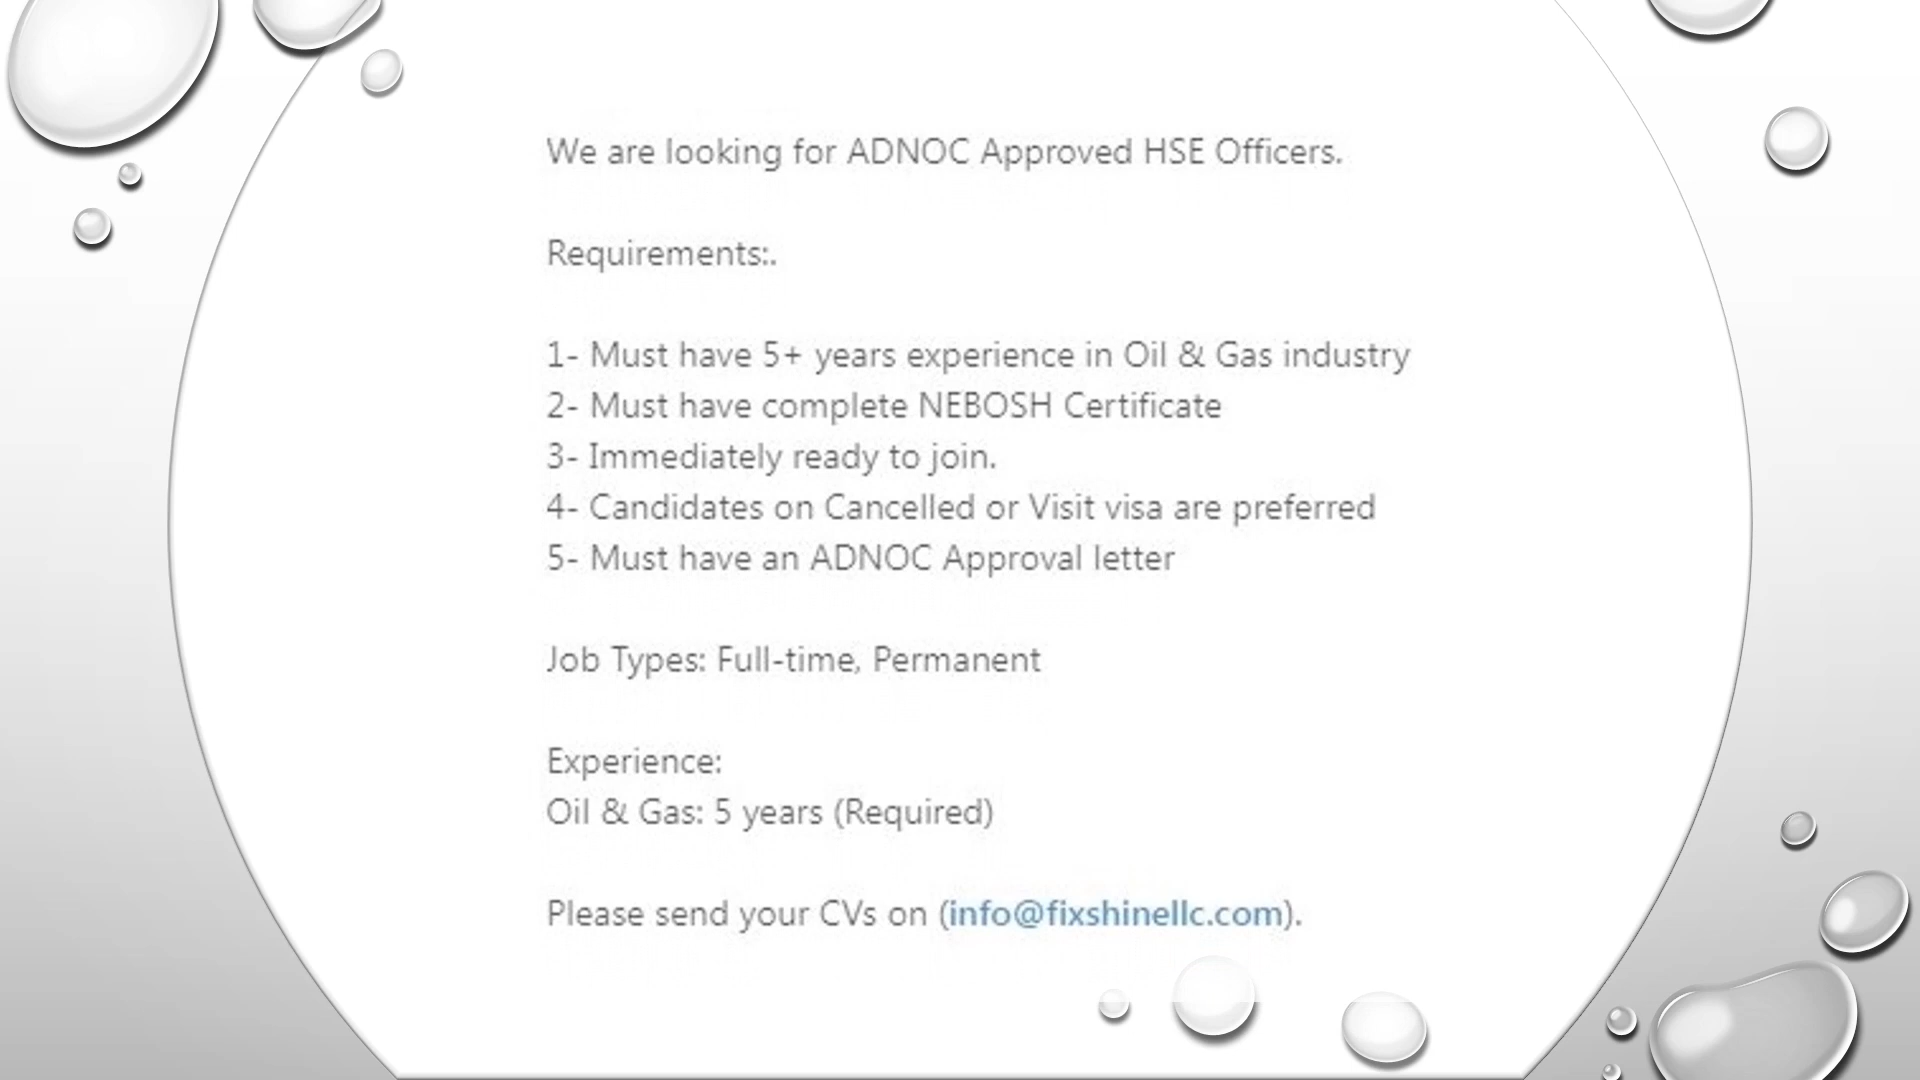 We are looking for ADNOC Approved HSE Officers.
Requirements:.
1- Must have 5+ years experience in Oil & Gas industry
2- Must have complete NEBOSH Certificate
3- Immediately ready to join.
4- Candidates on Cancelled or Visit visa are preferred
5- Must have an ADNOC Approval letter
Job Types: Full-time, Permanent
Experience:
Oil & Gas: 5 years (Required)
Please send your CVs on (info@fixshinellc.com).